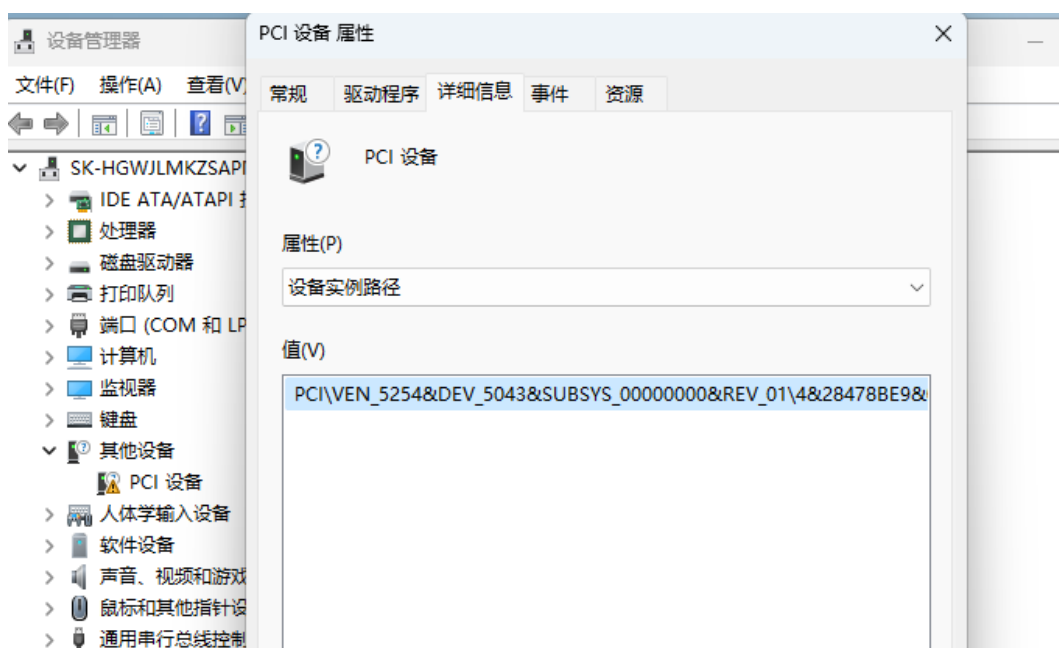 设备管理器
文件(F) 操作(A) 查看(V)
SK-HGWJLMKZSAP
IDE ATA/ATAPI
处理器
磁盘驱动器
打印队列
端口 (COM 和 LP
计算机
监视器
键盘
其他设备
PCI 设备
人体学输入设备
软件设备
声音、视频和游戏
鼠标和其他指针设
通用串行总线控制
PCI 设备 属性
常规 驱动程序 详细信息 事件 资源
PCI 设备
属性(P)
设备实例路径
值(V)
PCI\VEN_5254&DEV_5043&SUBSYS_00000000&REV_01\4&28478BE9&